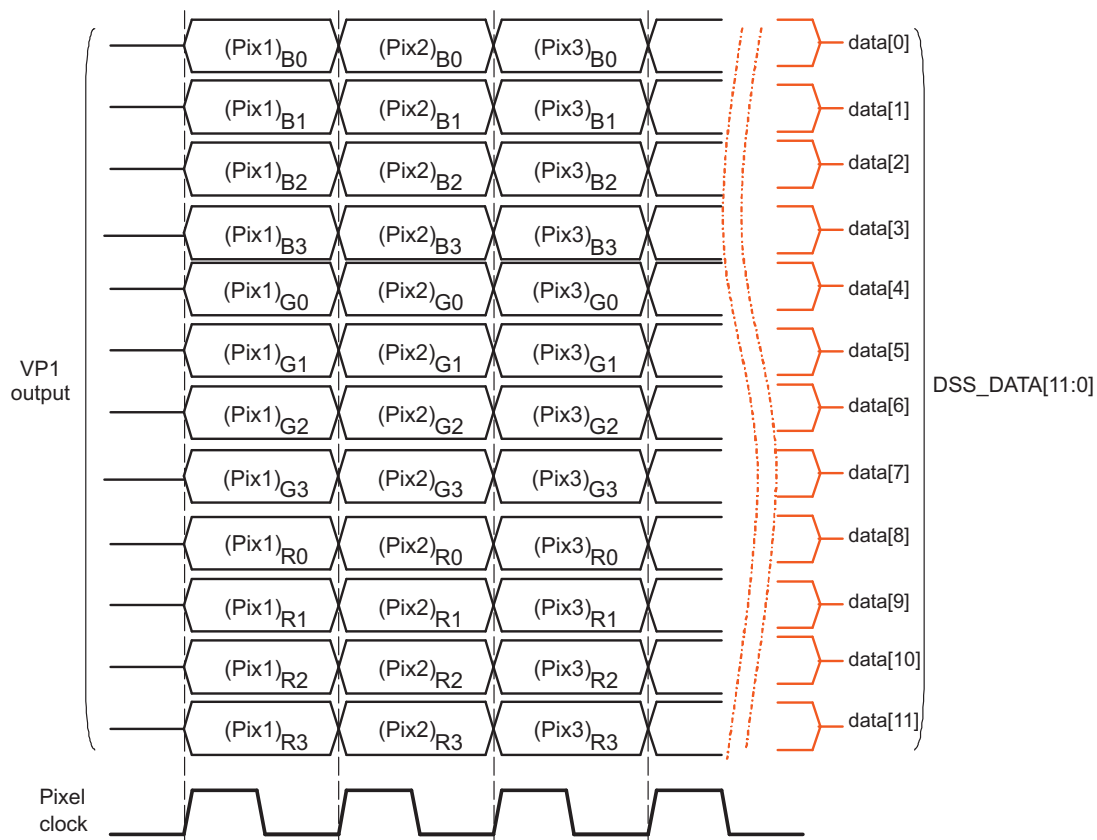 (Pix1)B0 (Pix2)B0 (Pix3)B0 data[0]
(Pix1)B1 (Pix2)B1 (Pix3)B1 data[1]
(Pix1)B2 (Pix2)B2 (Pix3)B2 data[2]
(Pix1)B3 (Pix2)B3 (Pix3)B3 data[3]
(Pix1)G0 (Pix2)G0 (Pix3)G0 data[4]
(Pix1)G1 (Pix2)G1 (Pix3)G1 data[5]
VP1
output
DSS_DATA[11:0]
(Pix1)G2 (Pix2)G2 (Pix3)G2 data[6]
(Pix1)G3 (Pix2)G3 (Pix3)G3 data[7]
(Pix1)R0 (Pix2)R0 (Pix3)R0 data[8]
(Pix1)R1 (Pix2)R1 (Pix3)R1 data[9]
(Pix1)R2 (Pix2)R2 (Pix3)R2 data[10]
(Pix1)R3 (Pix2)R3 (Pix3)R3 data[11]
Pixel
clock